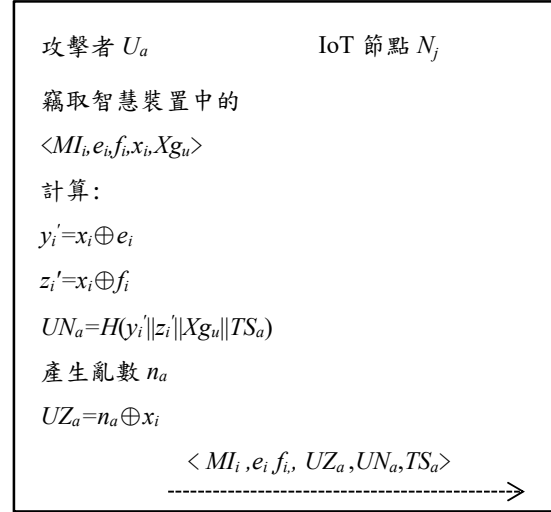 攻擊者 Uₐ IoT 節點 Nⱼ
竊取智慧裝置中的
<MIᵢ,eᵢ,fᵢ,xᵢ,Xgᵤ>
計算:
yᵢ'=xᵢ⊕eᵢ
zᵢ'=xᵢ⊕fᵢ
UNₐ=H(yᵢ'||zᵢ'||Xgᵤ||TSₐ)
產生亂數 nₐ
UZₐ=nₐ⊕xᵢ
< MIᵢ ,eᵢ fᵢ,, UZₐ ,UNₐ,TSₐ>